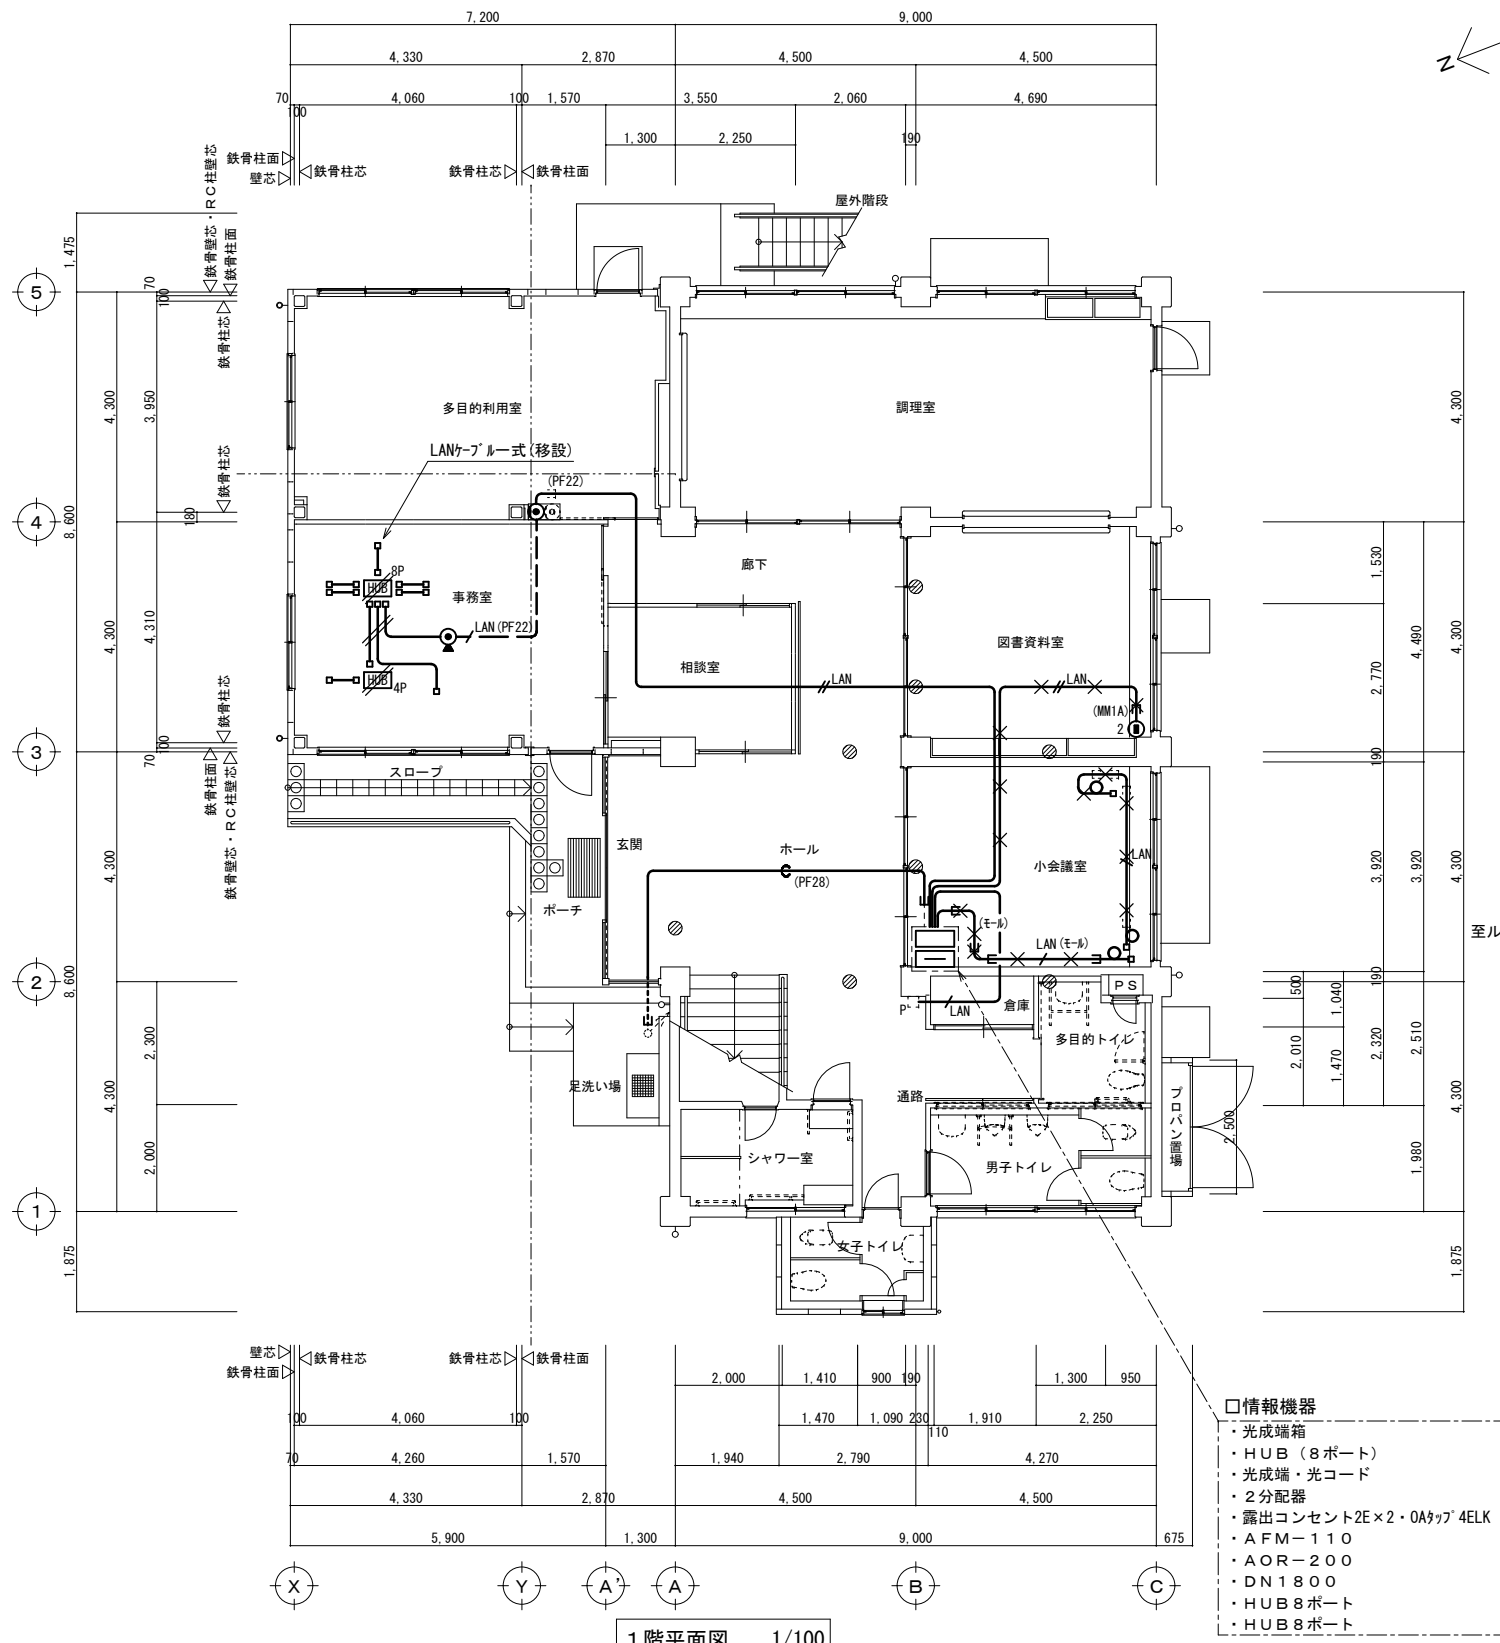 7,200
9,000
4,330
2,870
4,500
4,500
70
4,060
100
1,570
3,550
2,060
4,690
100
1,300
2,250
190
N
鉄骨柱面
壁芯
鉄骨柱芯
鉄骨柱芯
鉄骨柱面
鉄骨壁芯・RC柱壁芯
鉄骨柱面
屋外階段
1,475
70
100
5
鉄骨柱芯
4,300
3,950
多目的利用室
調理室
4,300
LANケーブル一式(移設)
鉄骨柱芯
(PF22)
180
4
8,600
1,530
8P
HUB
事務室
廊下
LAN(PF22)
4,300
4,310
相談室
図書資料室
4,490
4,300
2,770
HUB
4P
LAN
LAN
(MM1A)
2
鉄骨柱芯
100
70
3
190
鉄骨柱面
鉄骨壁芯・RC柱壁芯
スロープ
玄関
ホール
(PF28)
小会議室
LAN
4,300
3,920
3,920
4,300
ポーチ
(モール)
LAN(モール)
至ル
2
8,600
190
500
PS
P
LAN
倉庫
多目的トイレ
1,040
2,300
2,010
1,470
2,320
2,510
足洗い場
通路
プロパン置場
2,500
4,300
4,300
2,000
シャワー室
男子トイレ
1,980
1
女子トイレ
1,875
1,875
壁芯
鉄骨柱面
鉄骨柱芯
鉄骨柱芯
鉄骨柱面
2,000
1,410
900
190
1,300
950
100
4,060
100
1,470
1,090
230
1,910
2,250
110
70
4,260
1,570
1,940
2,790
4,270
4,330
2,870
4,500
4,500
5,900
1,300
9,000
675
X
Y
A'
A
B
C
□情報機器
・光成端箱
・HUB(8ポート)
・光成端・光コード
・2分配器
・露出コンセント2E×2・OAタップ4ELK
・AFM－110
・AOR－200
・DN1800
・HUB8ポート
・HUB8ポート
1階平面図 1/100